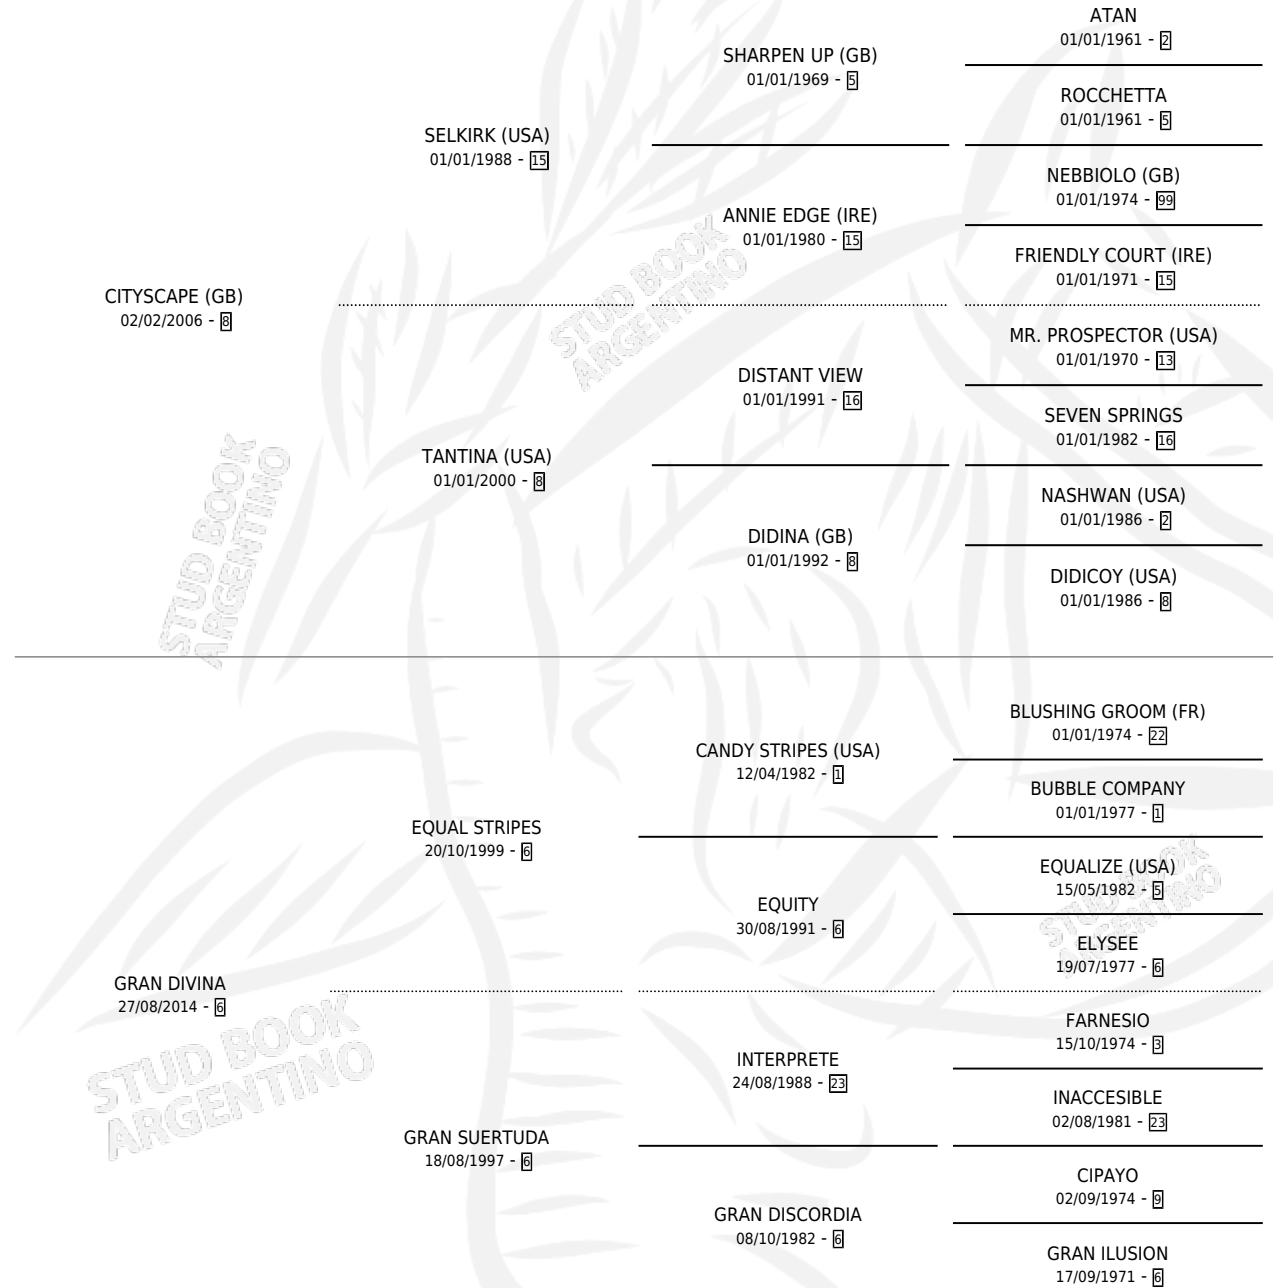 ATAN
01/01/1961 - 2
SHARPEN UP (GB)
01/01/1969 - 5
ROCCHETTA
01/01/1961 - 5
SELKIRK (USA)
01/01/1988 - 15
NEBBIOLO (GB)
01/01/1974 - 99
ANNIE EDGE (IRE)
01/01/1980 - 15
FRIENDLY COURT (IRE)
01/01/1971 - 15
CITYSCAPE (GB)
02/02/2006 - 8
STUD BOOK
ARGENTINO
MR. PROSPECTOR (USA)
01/01/1970 - 13
DISTANT VIEW
01/01/1991 - 16
SEVEN SPRINGS
01/01/1982 - 16
TANTINA (USA)
01/01/2000 - 8
NASHWAN (USA)
01/01/1986 - 2
DIDINA (GB)
01/01/1992 - 8
DIDICOY (USA)
01/01/1986 - 8
STUD BOOK
ARGENTINO
BLUSHING GROOM (FR)
01/01/1974 - 22
CANDY STRIPES (USA)
12/04/1982 - 1
BUBBLE COMPANY
01/01/1977 - 1
EQUAL STRIPES
20/10/1999 - 6
EQUALIZE (USA)
15/05/1982 - 5
EQUITY
30/08/1991 - 6
ELYSEE
19/07/1977 - 6
STUD BOOK
ARGENTINO
GRAN DIVINA
27/08/2014 - 6
FARNESIO
15/10/1974 - 3
INTERPRETE
24/08/1988 - 23
INACCESIBLE
02/08/1981 - 23
STUD BOOK
ARGENTINO
GRAN SUERTUDA
18/08/1997 - 6
CIPAYO
02/09/1974 - 9
GRAN DISCORDIA
08/10/1982 - 6
GRAN ILUSION
17/09/1971 - 6